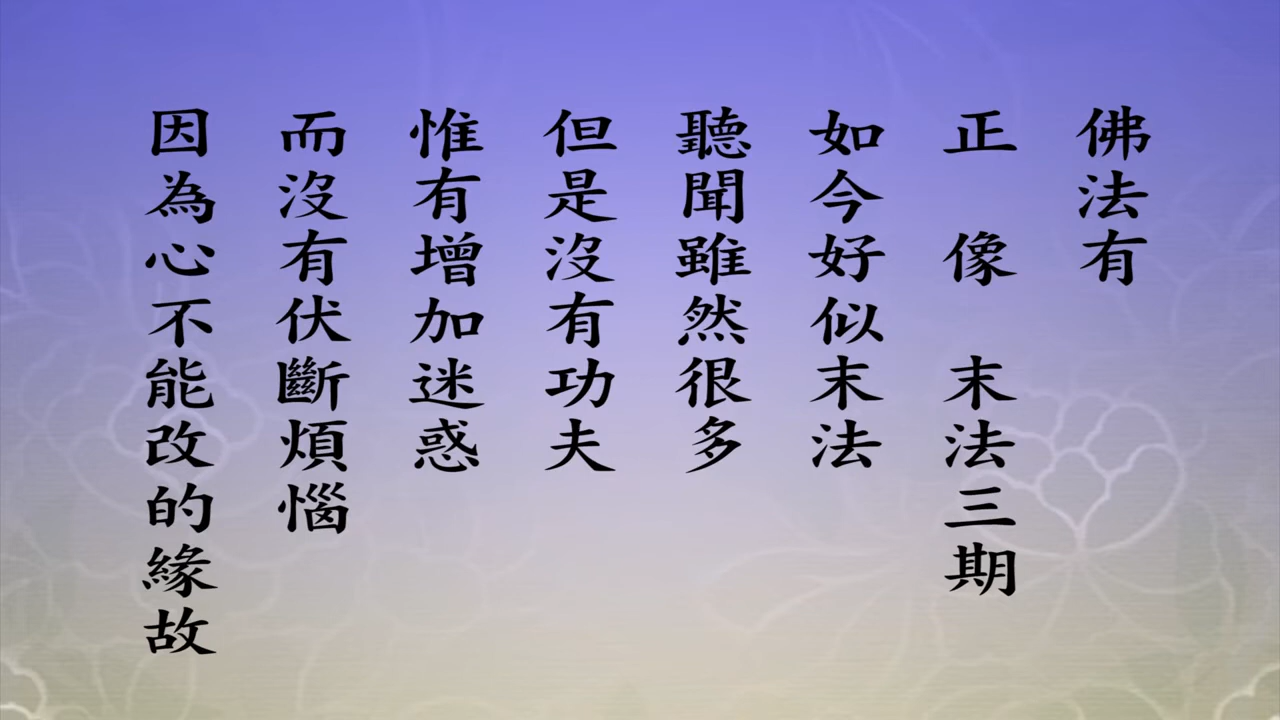 佛法有
正 像 末法三期
如今好似末法
聽聞雖然很多
但是沒有功夫
惟有增加迷惑
而沒有伏斷煩惱
因為心不能改的緣故